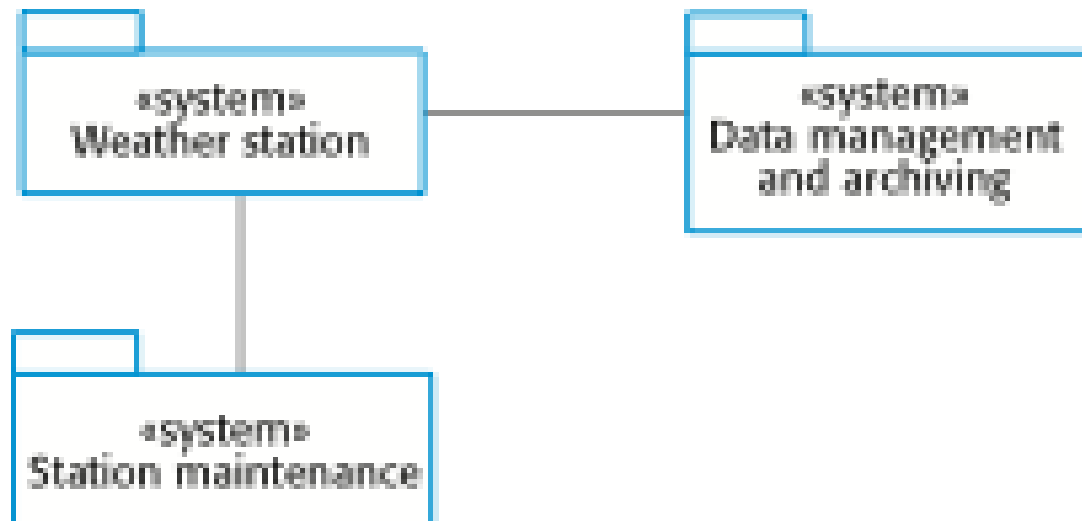 «system»
Weather station
«system»
Data management
and archiving
«system»
Station maintenance